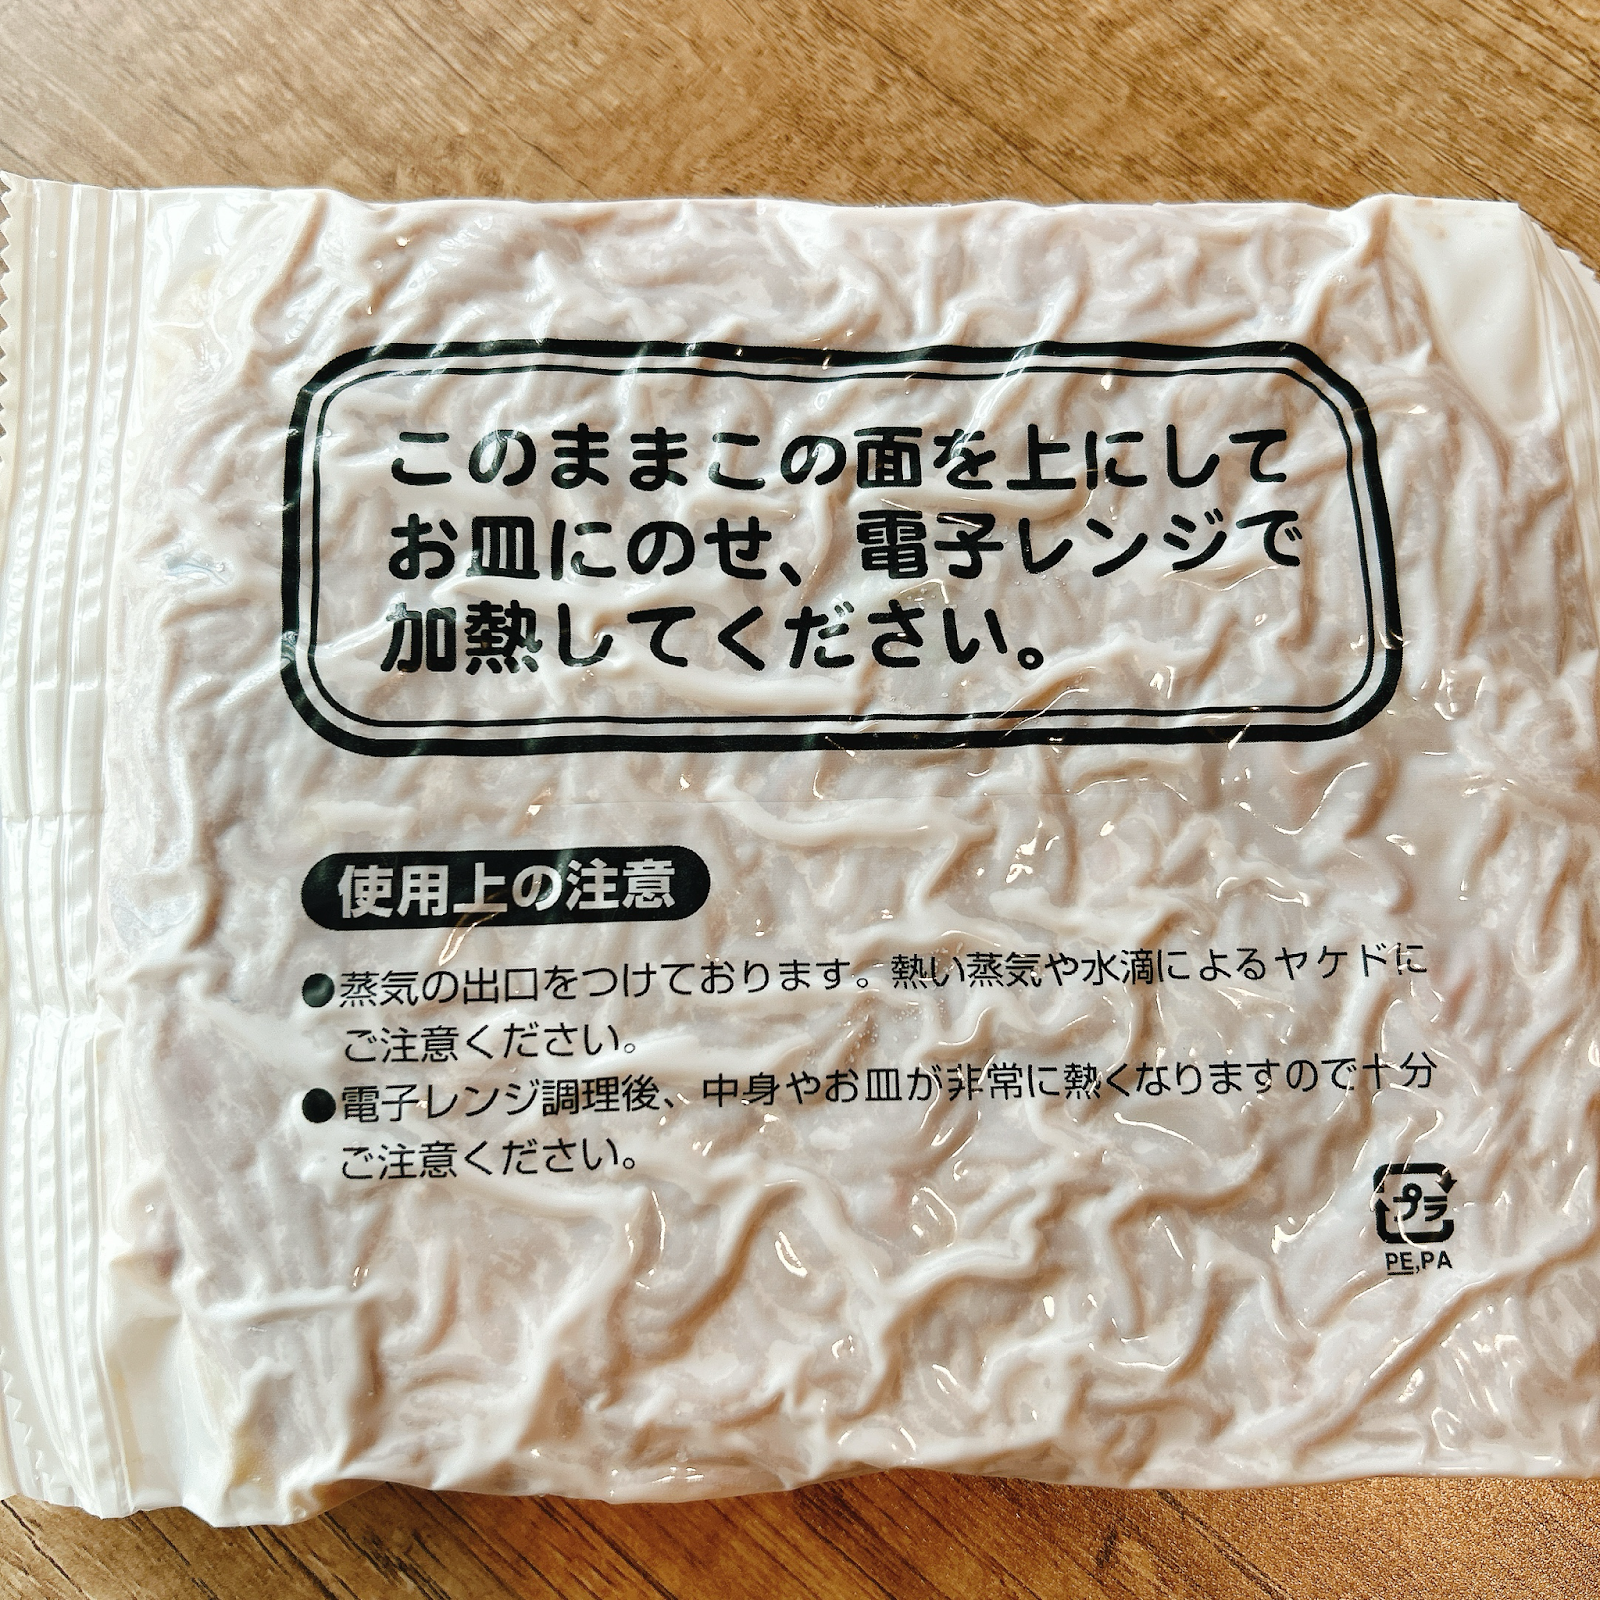 このままこの面を上にして
お皿にのせ、電子レンジで
加熱してください。
使用上の注意
●蒸気の出口をつけております。熱い蒸気や水滴によるヤケドに
ご注意ください。
●電子レンジ調理後、中身やお皿が非常に熱くなりますので十分
ご注意ください。
プラ
PE,PA